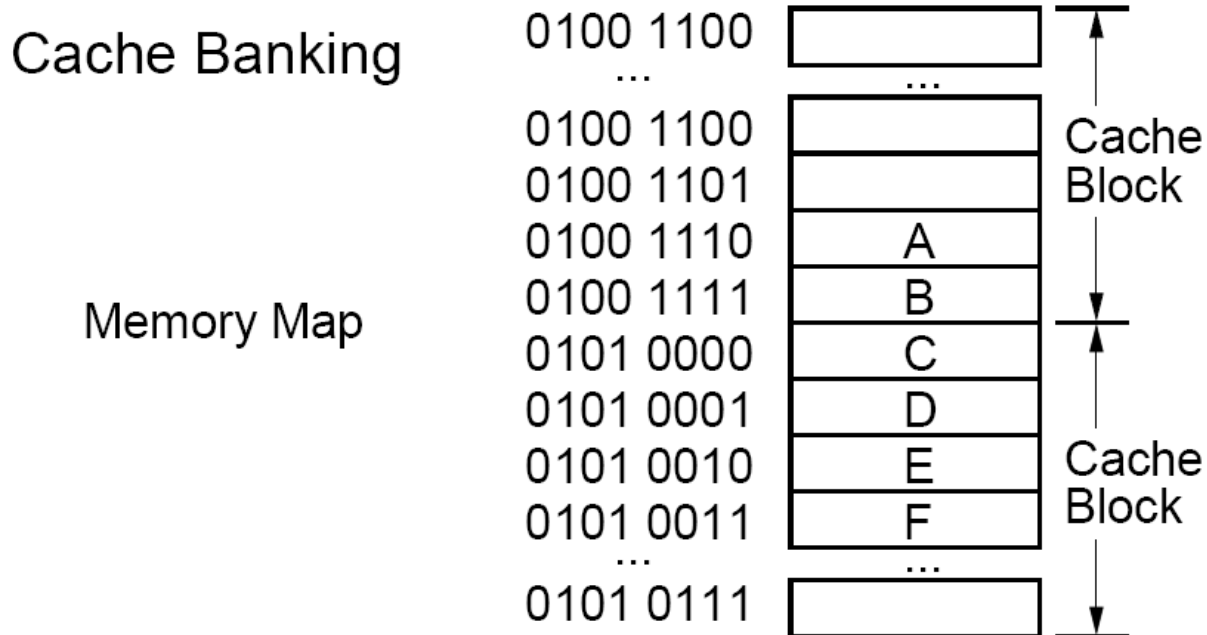 Cache Banking
Memory Map
0100 1100
... ...
0100 1100
0100 1101
0100 1110 A
0100 1111 B
0101 0000 C
0101 0001 D
0101 0010 E
0101 0011 F
... ...
0101 0111
Cache
Block
Cache
Block